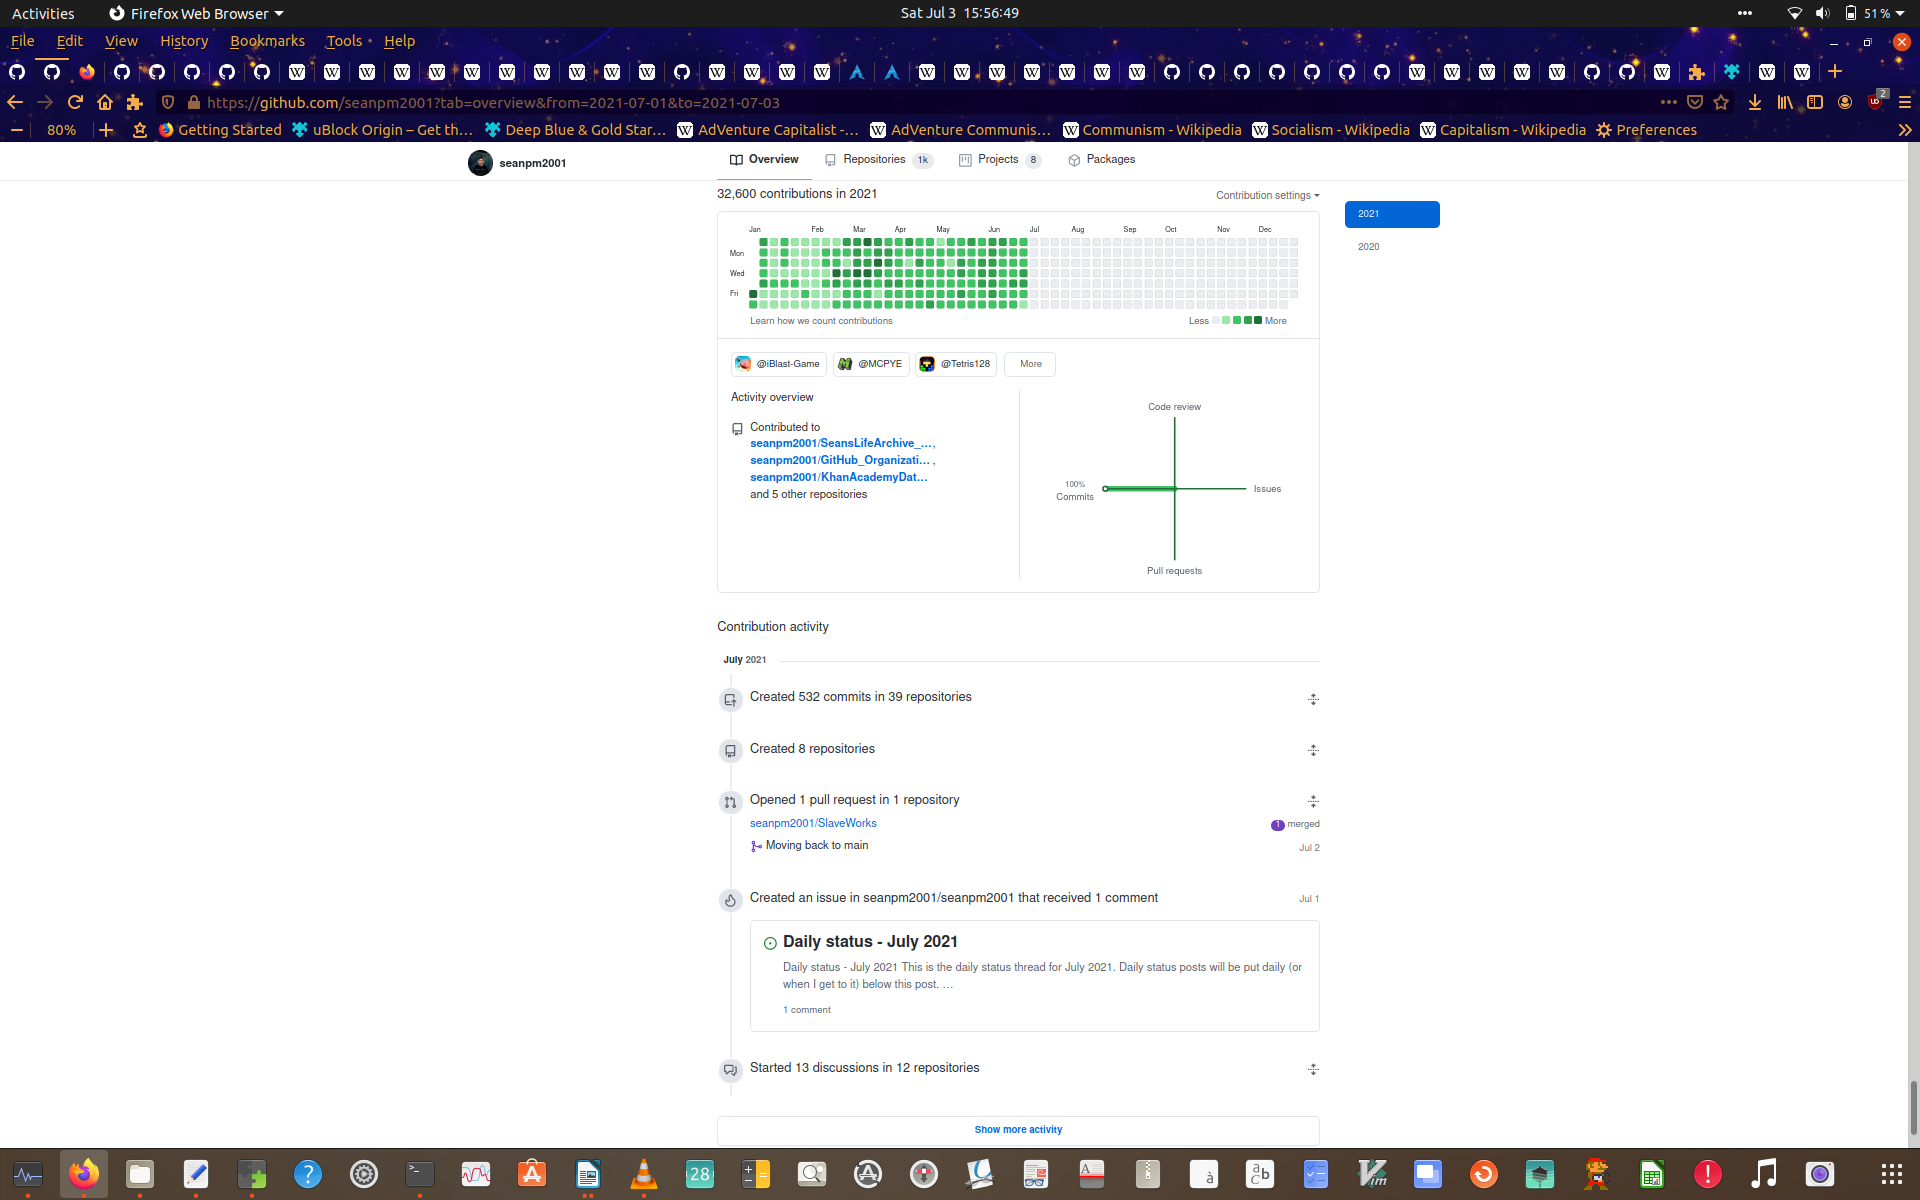 Activities
Firefox Web Browser
Sat Jul 3 15:56:49
51 %
File Edit View History Bookmarks Tools Help
https://github.com/seanpm2001?tab=overview&from=2021-07-01&to=2021-07-03
2
80%
Getting Started
uBlock Origin – Get th…
Deep Blue & Gold Star…
AdVenture Capitalist -…
AdVenture Communis…
Communism - Wikipedia
Socialism - Wikipedia
Capitalism - Wikipedia
Preferences
seanpm2001
Overview
Repositories 1k
Projects 8
Packages
32,600 contributions in 2021
Contribution settings
2021
2020
Jan Feb Mar Apr May Jun Jul Aug Sep Oct Nov Dec
Mon
Wed
Fri
Learn how we count contributions
Less More
@iBlast-Game
@MCPYE
@Tetris128
More
Activity overview
Contributed to
seanpm2001/SeansLifeArchive_…,
seanpm2001/GitHub_Organizati… ,
seanpm2001/KhanAcademyDat…
and 5 other repositories
Code review
100%
Commits
Issues
Pull requests
Contribution activity
July 2021
Created 532 commits in 39 repositories
Created 8 repositories
Opened 1 pull request in 1 repository
seanpm2001/SlaveWorks
1 merged
Moving back to main
Jul 2
Created an issue in seanpm2001/seanpm2001 that received 1 comment
Jul 1
Daily status - July 2021
Daily status - July 2021 This is the daily status thread for July 2021. Daily status posts will be put daily (or
when I get to it) below this post. …
1 comment
Started 13 discussions in 12 repositories
Show more activity
28